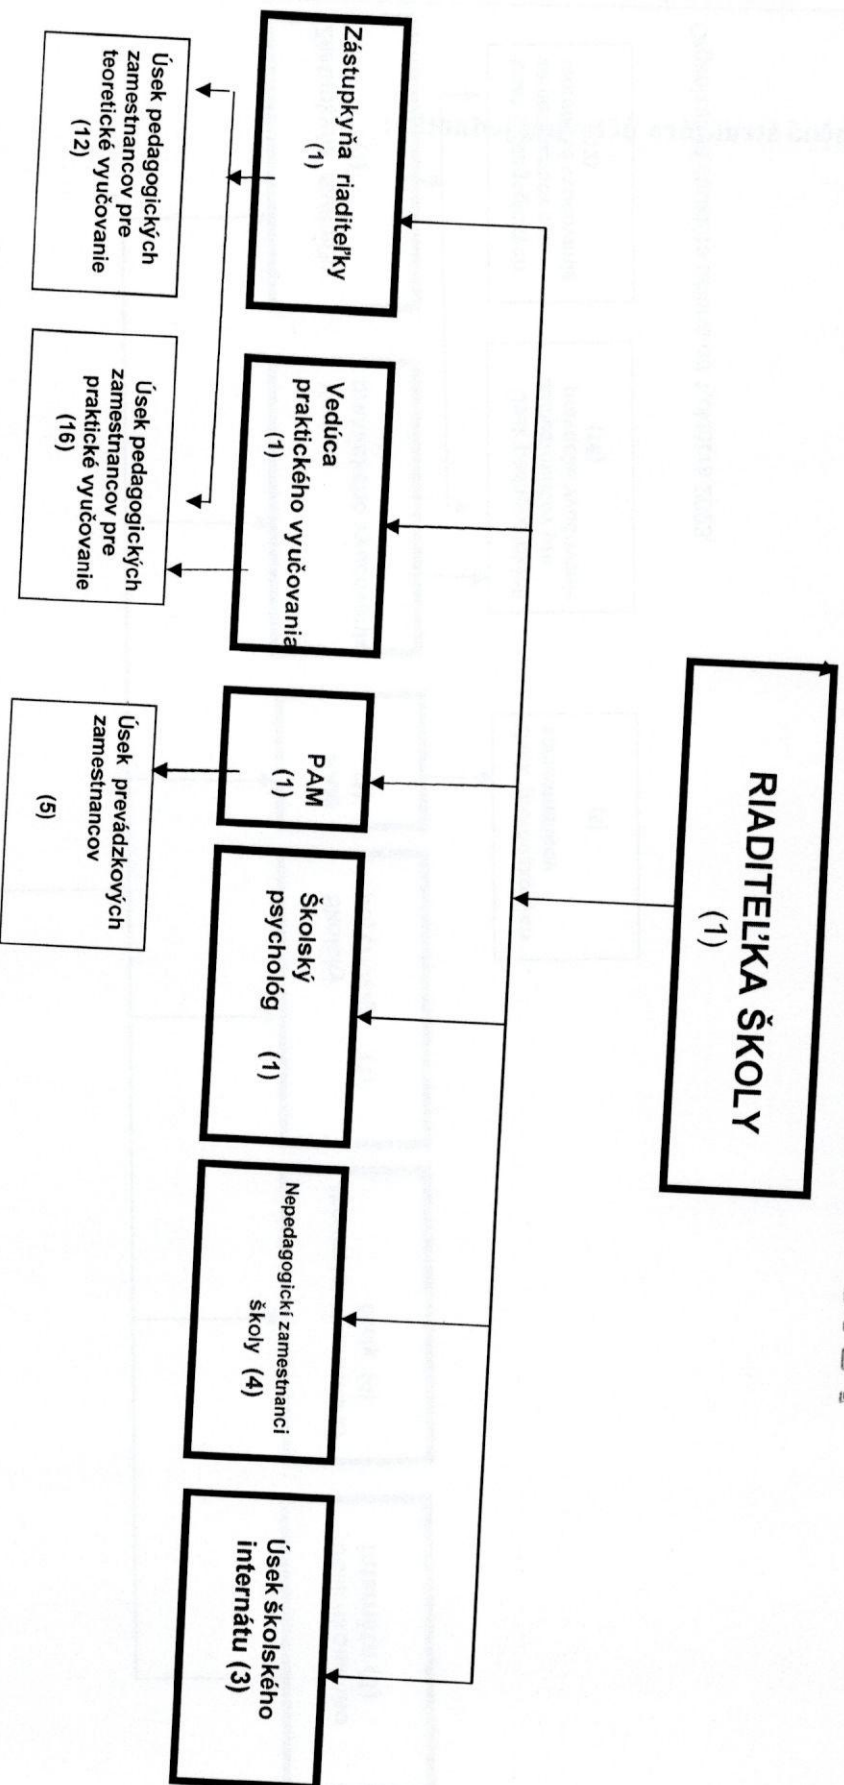 RIADITEĽKA ŠKOLY
(1)
Zástupkyňa riaditeľky
(1)
Vedúca
praktického vyučovania
(1)
PAM
(1)
Školský
psychológ (1)
Nepedagogickí zamestnanci
školy (4)
Úsek školského
internátu (3)
Úsek pedagogických
zamestnancov pre
teoretické vyučovanie
(12)
Úsek pedagogických
zamestnancov pre
praktické vyučovanie
(16)
Úsek prevádzkových
zamestnancov
(5)